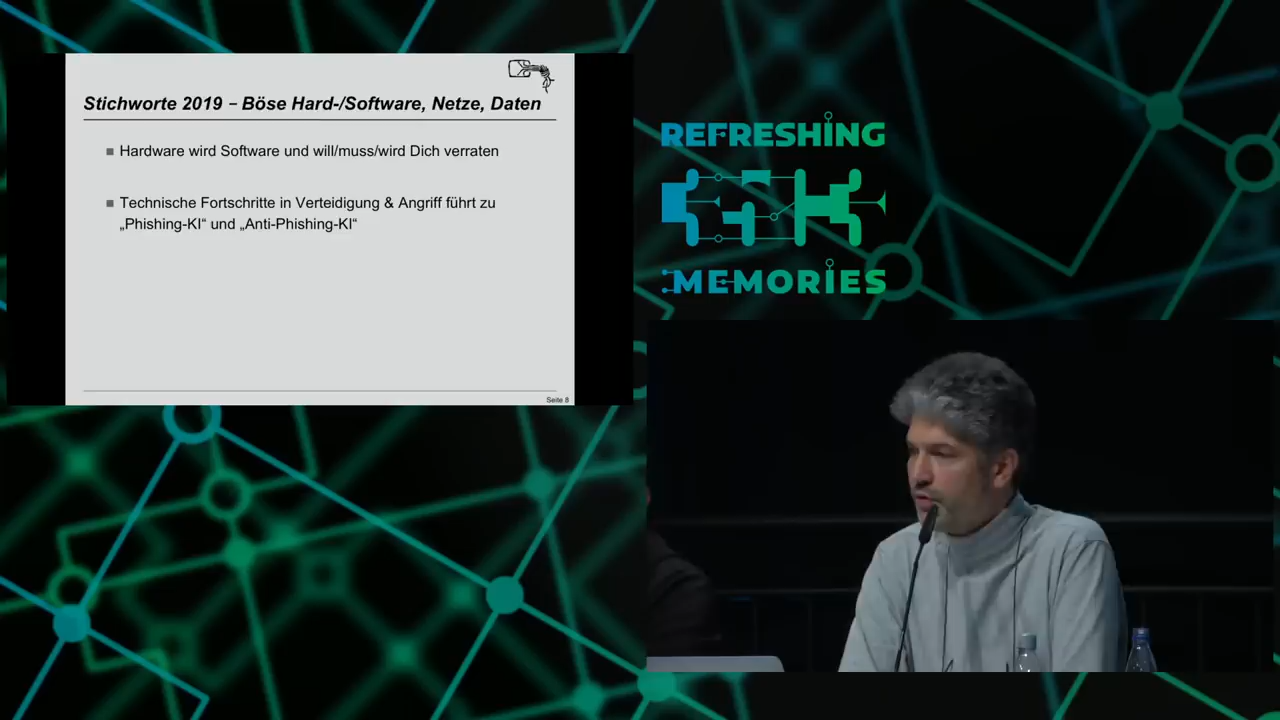 Stichworte 2019 – Böse Hard-/Software, Netze, Daten
Hardware wird Software und will/muss/wird Dich verraten
Technische Fortschritte in Verteidigung & Angriff führt zu
„Phishing-KI“ und „Anti-Phishing-KI“
Seite 8
REFRESHING
MEMORIES